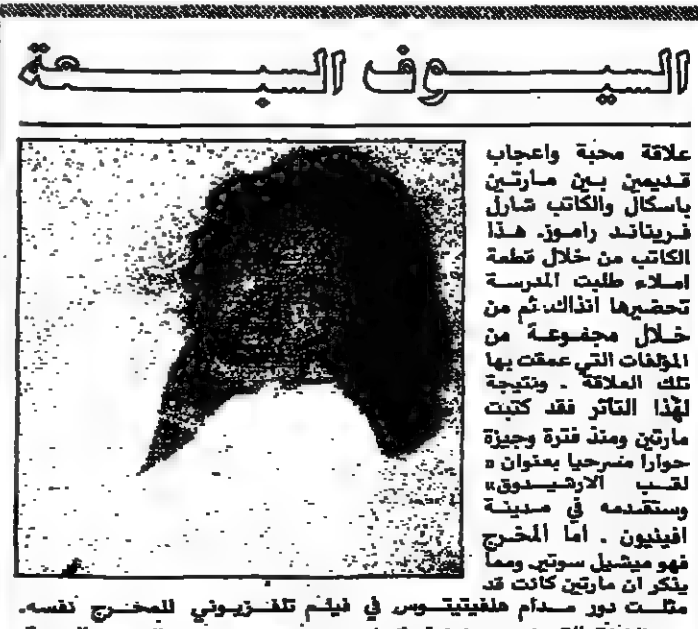 السيوف السبعة
علاقة محبة واعجاب
قديمين بين مارتين
باسكال والكاتب شارل
فريناند راموز. هذا
الكاتب من خلال قطعة
املاء طلبت المدرسة
تحضيرها آنذاك، ثم من
خلال مجموعة من
المؤلفات التي عمقت بها
تلك العلاقة . ونتيجة
لهذا التأثر فقد كتبت
مارتين ومنذ فترة وجيزة
حوارا مسرحيا بعنوان «
لقب الارشيدوق»
وستقدمه في مدينة
افينيون . أما المخرج
فهو ميشيل سوتير. ومما
يذكر ان مارتين كانت قد
مثلت دور مدام هلفيتيتوس في فيلم تلفزيوني للمخرج نفسه.